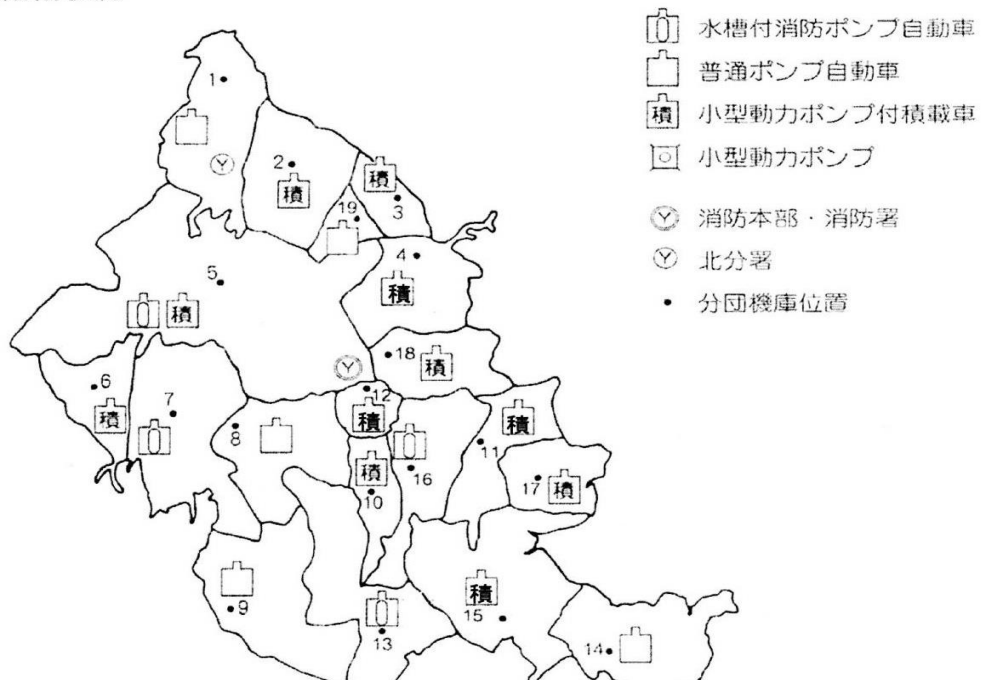 水槽付消防ポンプ自動車
普通ポンプ自動車
積 小型動力ポンプ付積載車
小型動力ポンプ
Y 消防本部・消防署
Y 北分署
• 分団機庫位置
1
Y
2
積
積
3
19
4
積
5
積
18
積
Y
6
積
7
8
12
積
積
10
16
積
11
17
積
9
13
積
15
14